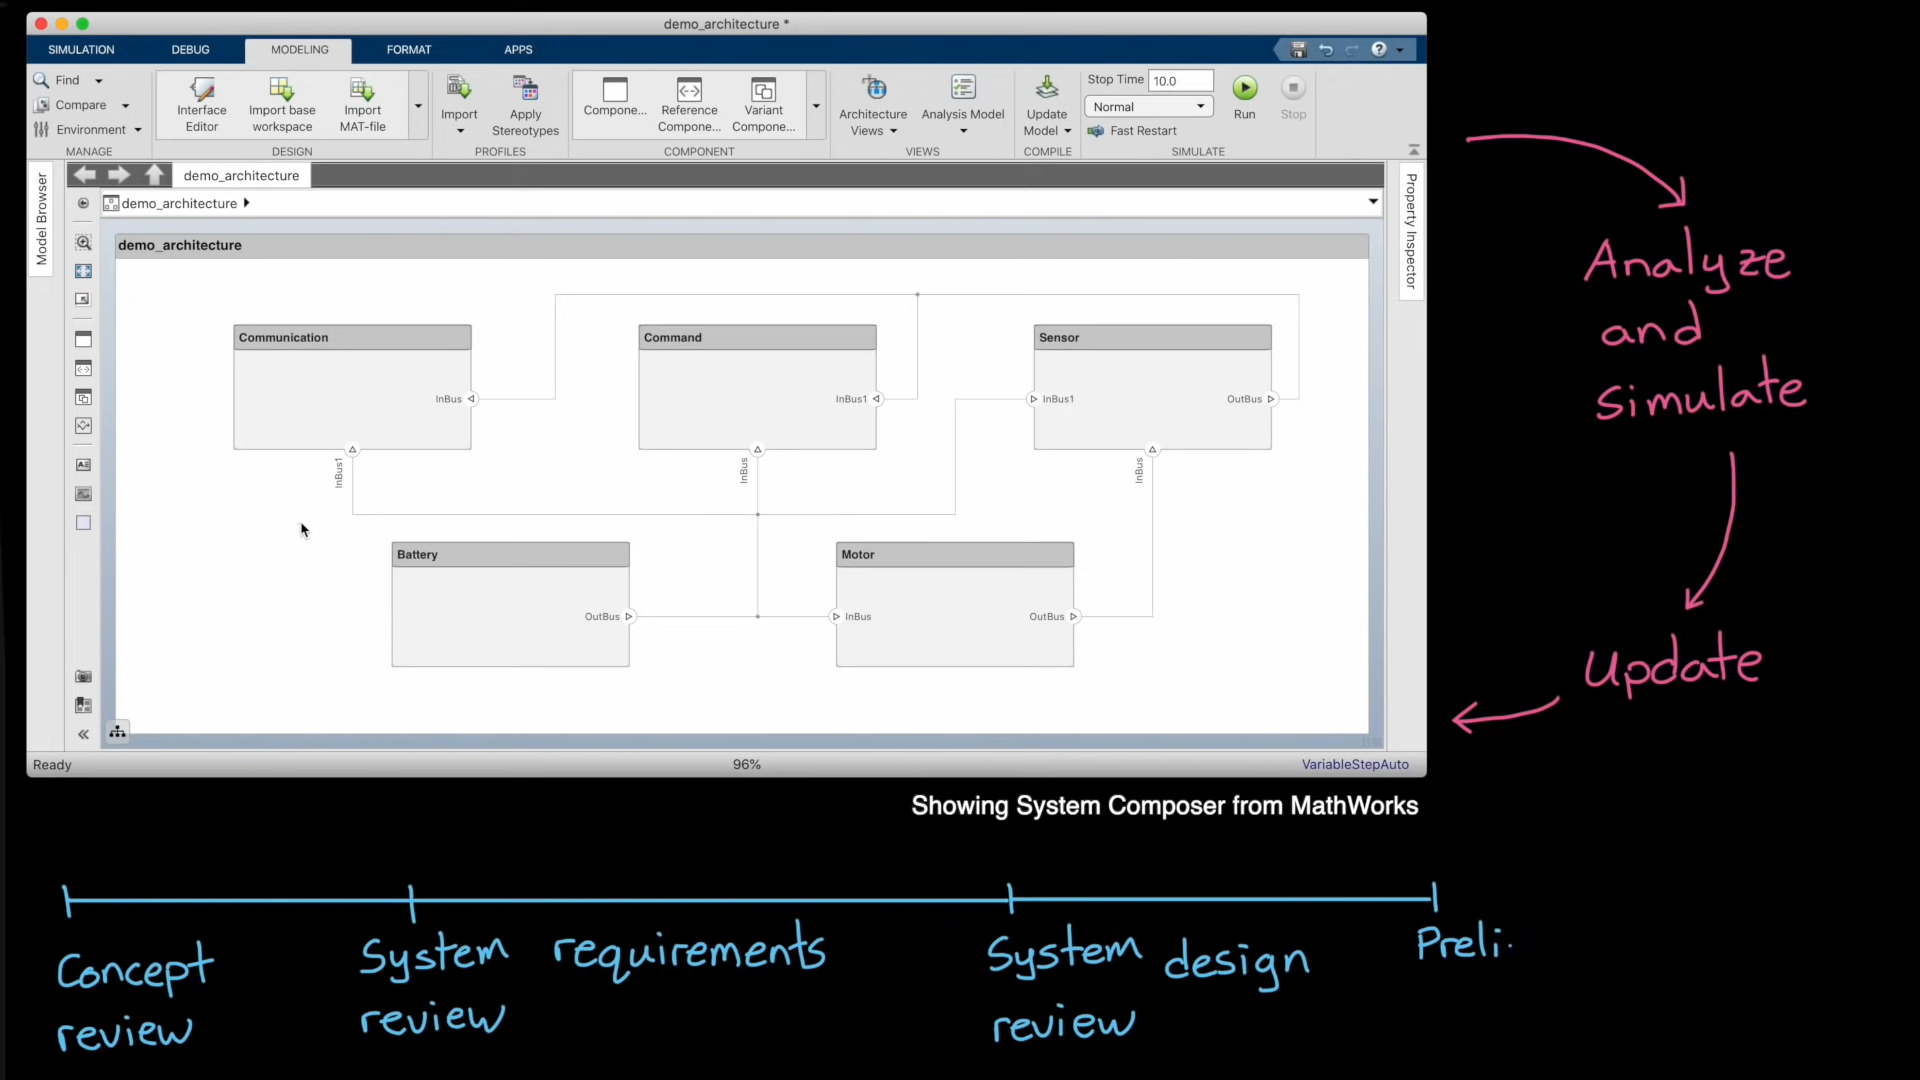 demo_architecture *
SIMULATION DEBUG MODELING FORMAT APPS
Find
Compare
Environment
MANAGE
Interface Editor
Import base workspace
Import MAT-file
DESIGN
Import
Apply Stereotypes
PROFILES
Compone...
Reference Compone...
Variant Compone...
COMPONENT
Architecture Views
Analysis Model
VIEWS
Update Model
COMPILE
Stop Time 10.0
Normal
Fast Restart
Run
Stop
SIMULATE
Model Browser
Property Inspector
demo_architecture
demo_architecture
demo_architecture
Communication
InBus
InBus1
Command
InBus1
InBus
Sensor
InBus1
OutBus
InBus
Battery
OutBus
Motor
InBus
OutBus
Ready
96%
VariableStepAuto
Analyze
and
Simulate
Update
Showing System Composer from MathWorks
Concept
review
System requirements
review
System design
review
Preli